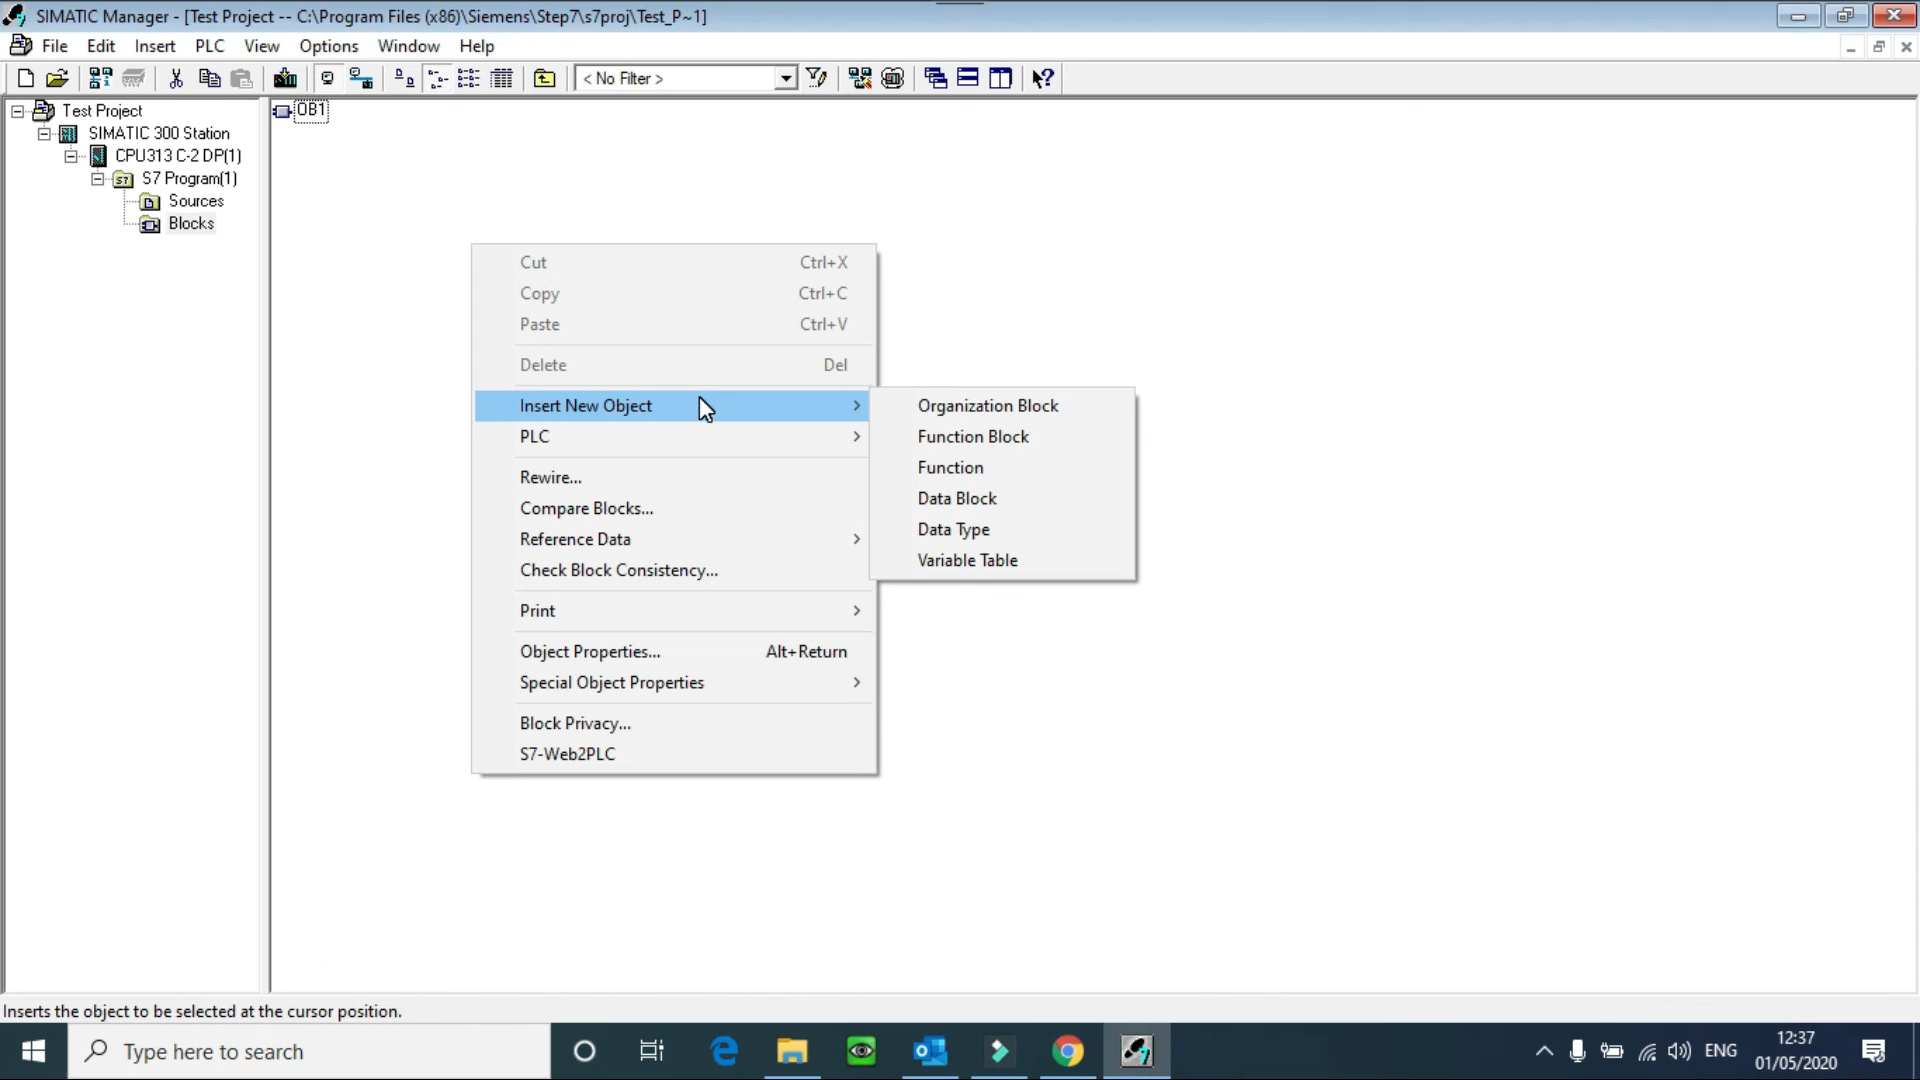 SIMATIC Manager - [Test Project -- C:\Program Files (x86)\Siemens\Step7\s7proj\Test_P~1]
File Edit Insert PLC View Options Window Help
< No Filter >
Test Project
SIMATIC 300 Station
CPU313 C-2 DP(1)
S7 Program(1)
Sources
Blocks
OB1
Cut Ctrl+X
Copy Ctrl+C
Paste Ctrl+V
Delete Del
Insert New Object
PLC
Rewire...
Compare Blocks...
Reference Data
Check Block Consistency...
Print
Object Properties... Alt+Return
Special Object Properties
Block Privacy...
S7-Web2PLC
Organization Block
Function Block
Function
Data Block
Data Type
Variable Table
Inserts the object to be selected at the cursor position.
Type here to search
ENG
12:37
01/05/2020